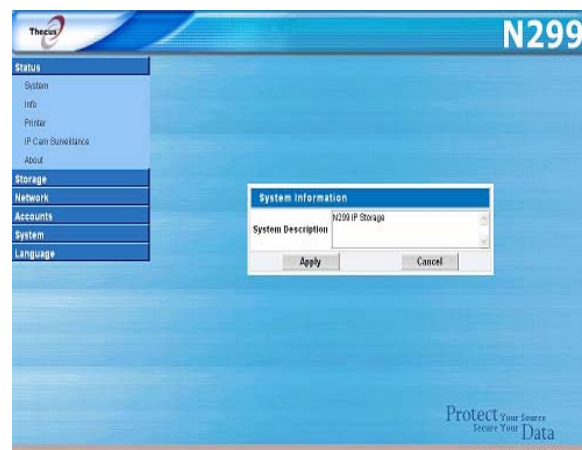 Thecus
N299
Status
System
Info
Printer
IP Cam Surveillance
About
Storage
Network
Accounts
System
Language
System Information
System Description
N299 IP Storage
Apply
Cancel
Protect Your Source
Secure Your Data